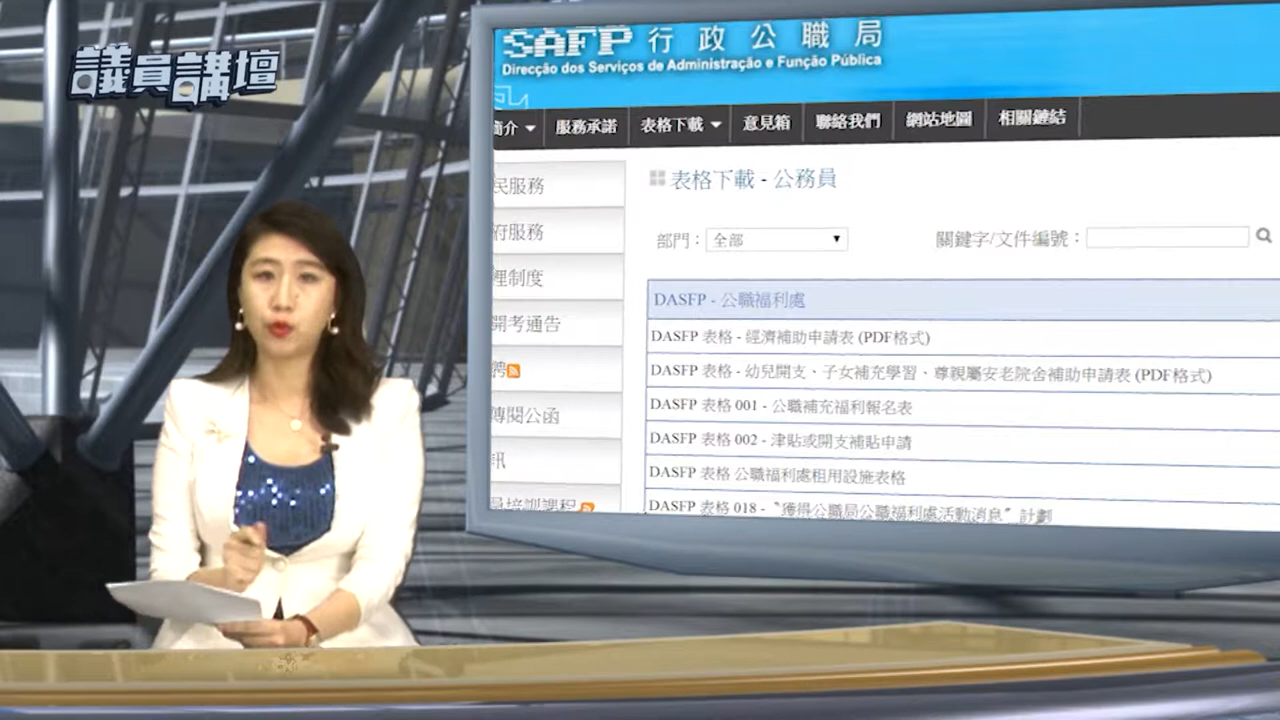 議員講壇
SAFP 行政公職局
Direcção dos Serviços de Administração e Função Pública
簡介
服務承諾
表格下載
意見箱
聯絡我們
網站地圖
相關鏈結
民服務
府服務
程制度
開考通告
聘
傳閱公函
訊
員培訓課程
表格下載 - 公務員
部門： 全部
關鍵字/文件編號：
DASFP - 公職福利處
DASFP 表格 - 經濟補助申請表 (PDF格式)
DASFP 表格 - 幼兒開支、子女補充學習、尊親屬安老院舍補助申請表 (PDF格式)
DASFP 表格 001 - 公職補充福利報名表
DASFP 表格 002 - 津貼或開支補貼申請
DASFP 表格 公職福利處租用設施表格
DASFP 表格 018 - 〝獲得公職局公職福利處活動消息〞計劃